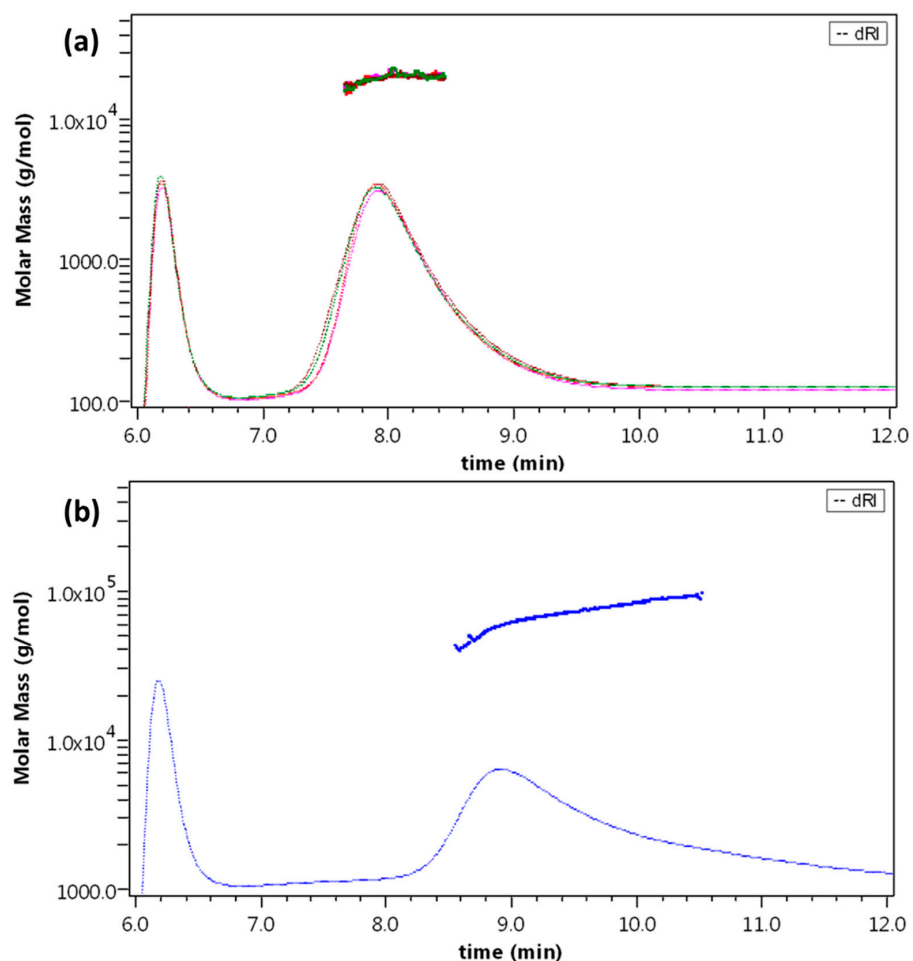 (a)
-- dRI
Molar Mass (g/mol)
1.0x10^4
1000.0
100.0
6.0 7.0 8.0 9.0 10.0 11.0 12.0
time (min)
(b)
-- dRI
Molar Mass (g/mol)
1.0x10^5
1.0x10^4
1000.0
6.0 7.0 8.0 9.0 10.0 11.0 12.0
time (min)